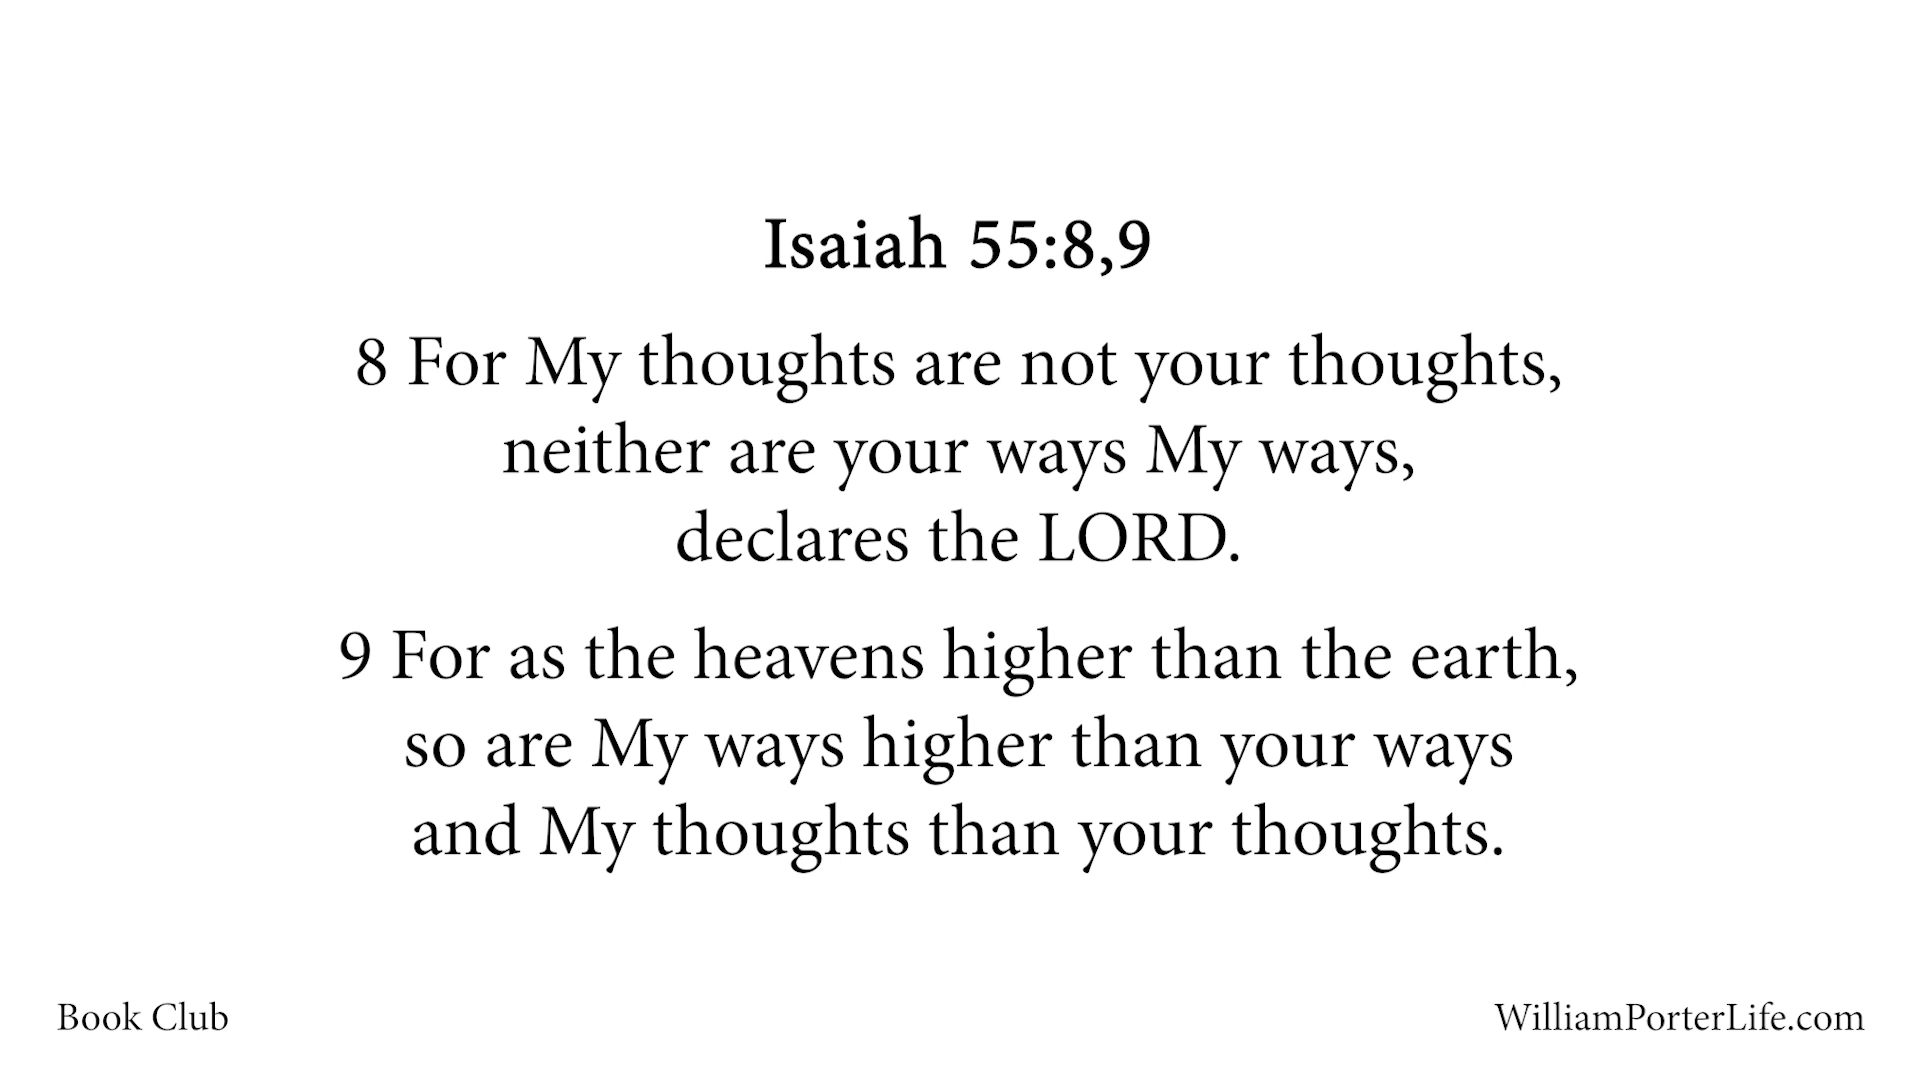 Isaiah 55:8,9
8 For My thoughts are not your thoughts,
neither are your ways My ways,
declares the LORD.
9 For as the heavens higher than the earth,
so are My ways higher than your ways
and My thoughts than your thoughts.
Book Club
WilliamPorterLife.com